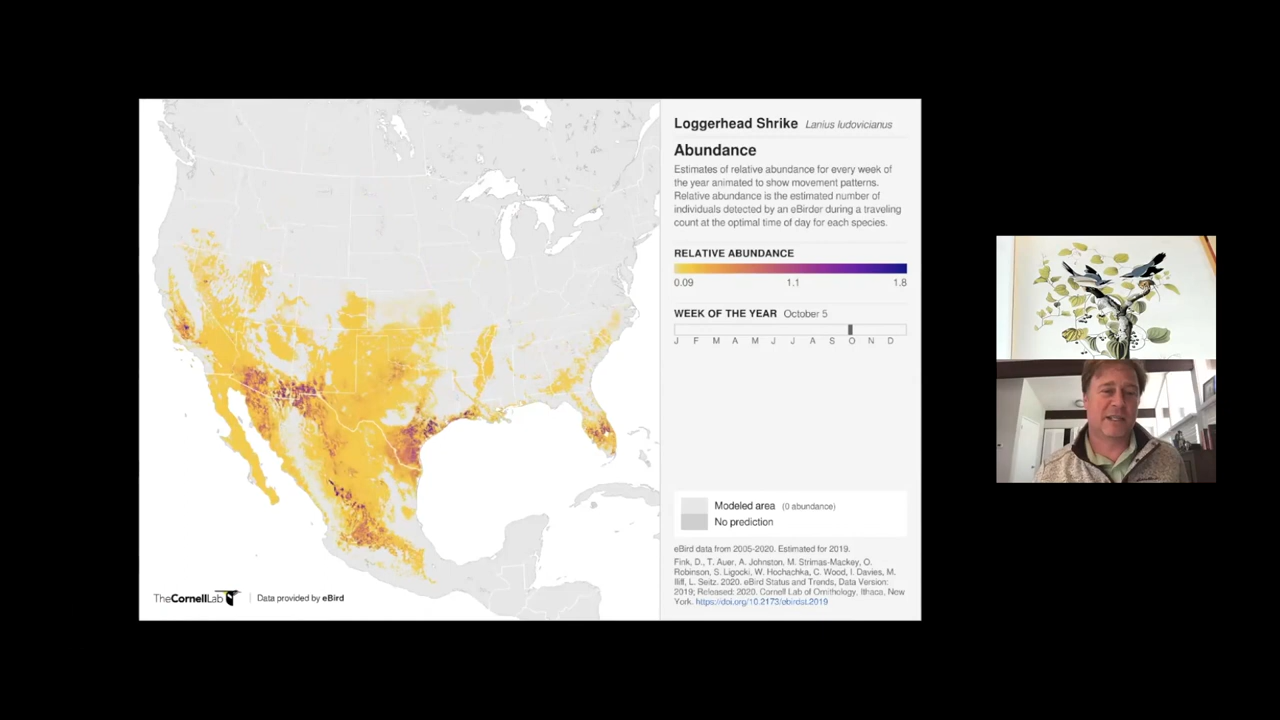 Loggerhead Shrike Lanius ludovicianus
Abundance
Estimates of relative abundance for every week of
the year animated to show movement patterns.
Relative abundance is the estimated number of
individuals detected by an eBirder during a traveling
count at the optimal time of day for each species.
RELATIVE ABUNDANCE
0.09 1.1 1.8
WEEK OF THE YEAR October 5
J F M A M J J A S O N D
Modeled area (0 abundance)
No prediction
eBird data from 2005-2020. Estimated for 2019.
Fink, D., T. Auer, A. Johnston, M. Strimas-Mackey, O.
Robinson, S. Ligocki, W. Hochachka, C. Wood, I. Davies, M.
Iliff, L. Seitz. 2020. eBird Status and Trends, Data Version:
2019; Released: 2020. Cornell Lab of Ornithology, Ithaca, New
York. https://doi.org/10.2173/ebirdst.2019
TheCornellLab Data provided by eBird